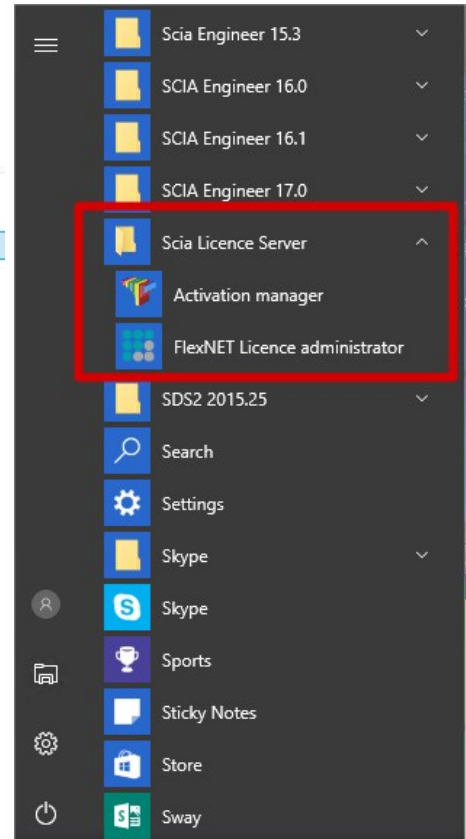 Scia Engineer 15.3
SCIA Engineer 16.0
SCIA Engineer 16.1
SCIA Engineer 17.0
Scia Licence Server
Activation manager
FlexNET Licence administrator
SDS2 2015.25
Search
Settings
Skype
Skype
Sports
Sticky Notes
Store
Sway